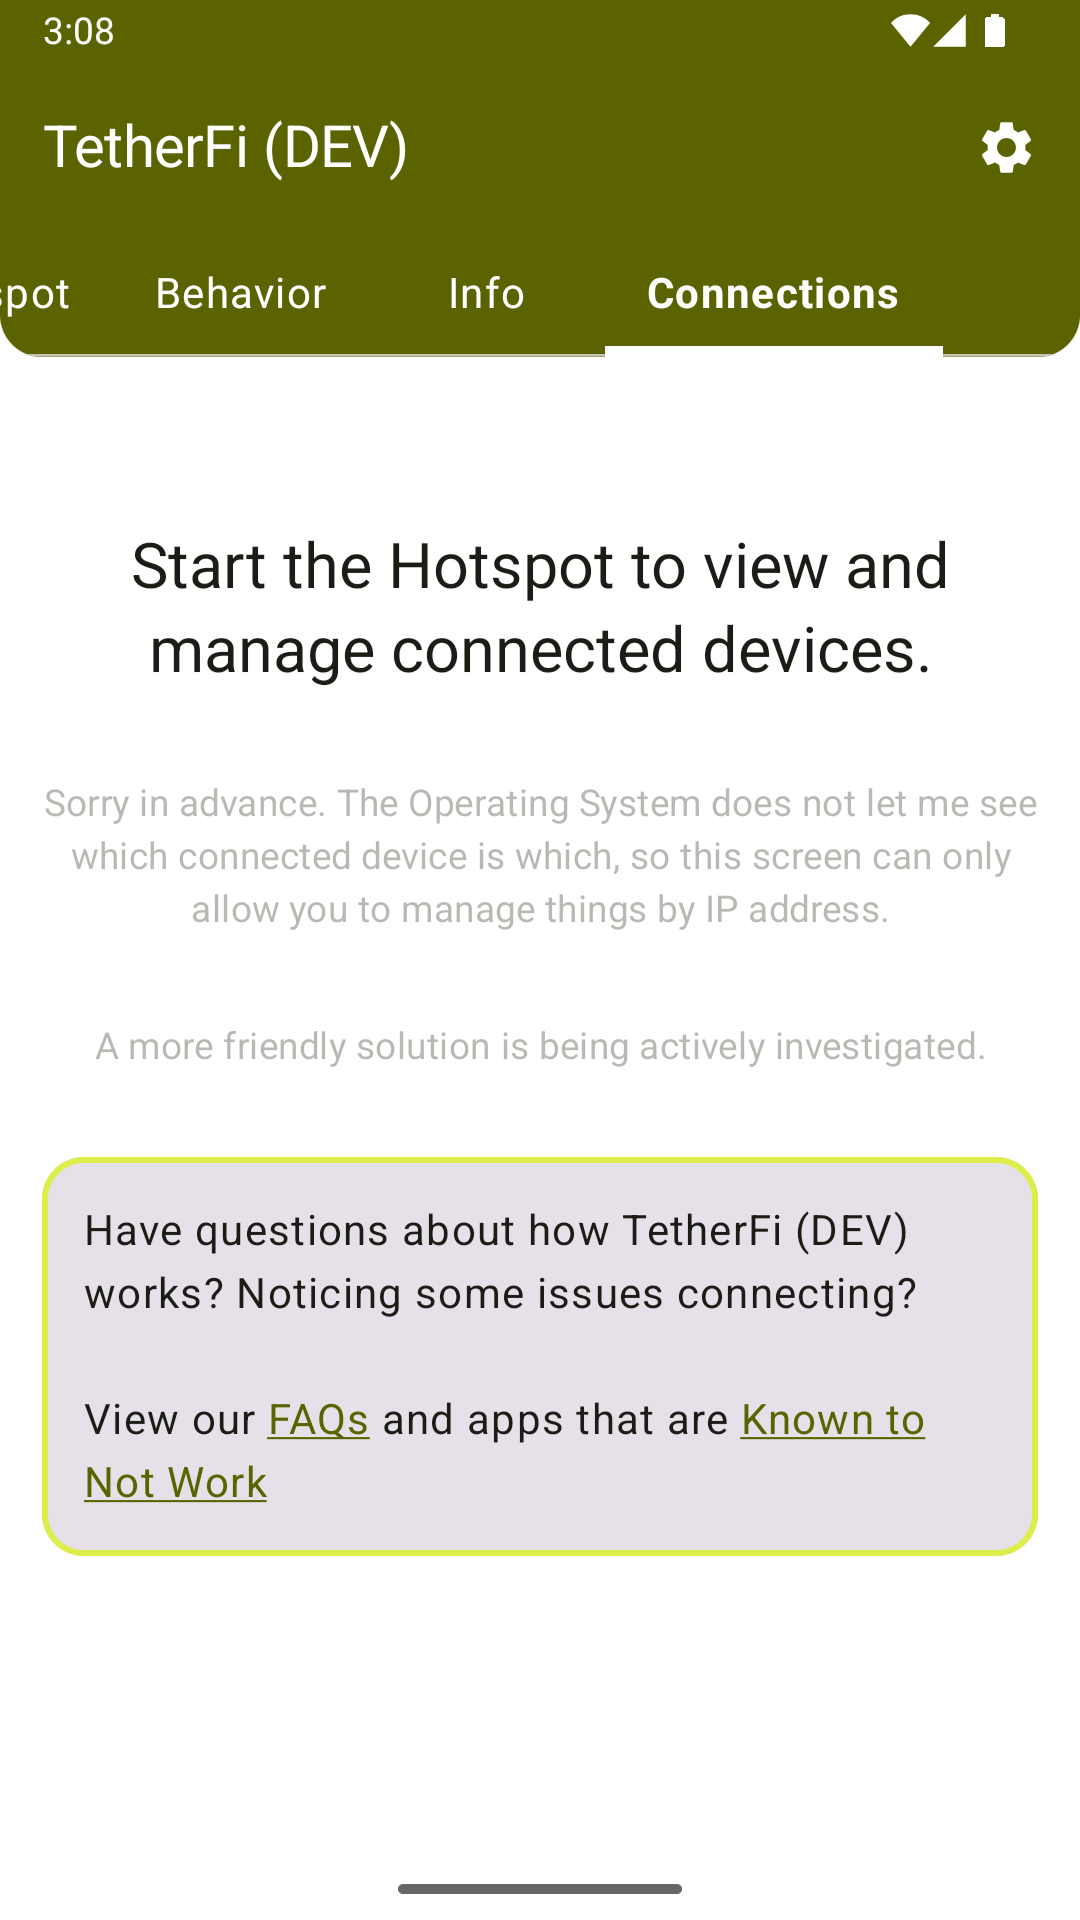 3:08
TetherFi (DEV)
spot Behavior Info Connections
Start the Hotspot to view and
manage connected devices.
Sorry in advance. The Operating System does not let me see
which connected device is which, so this screen can only
allow you to manage things by IP address.
A more friendly solution is being actively investigated.
Have questions about how TetherFi (DEV)
works? Noticing some issues connecting?
View our FAQs and apps that are Known to
Not Work